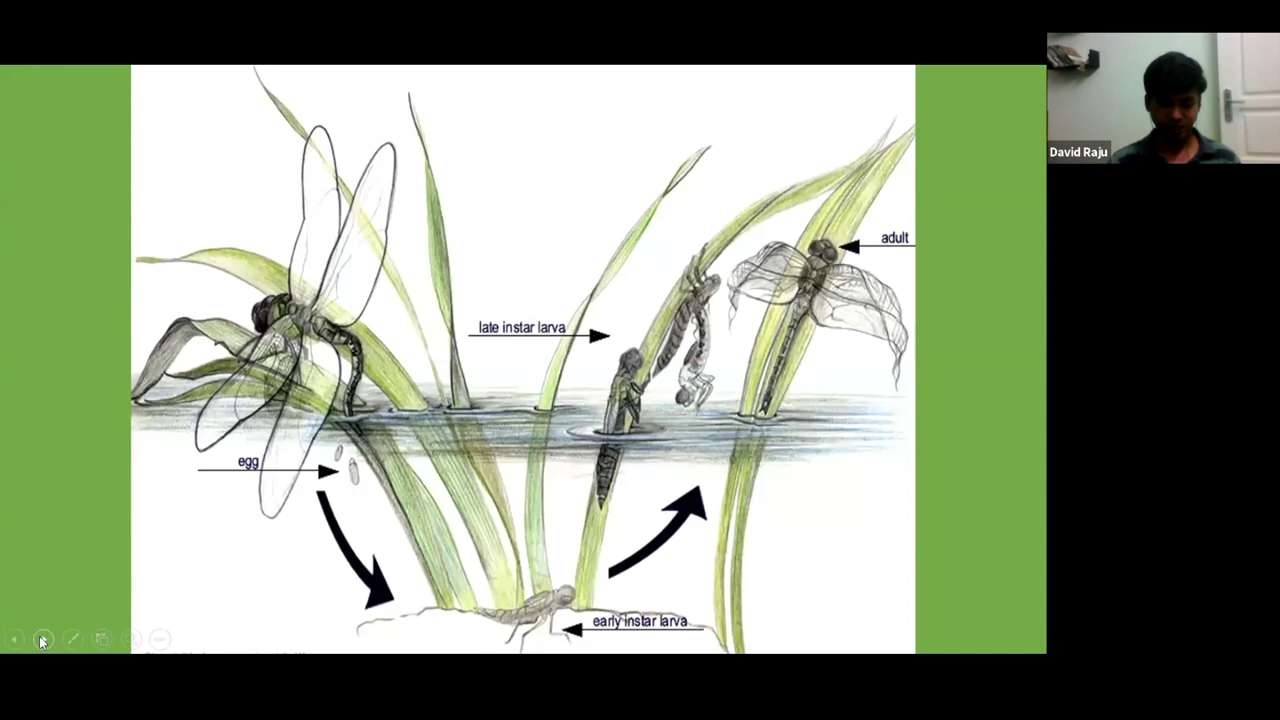 David Raju
adult
late instar larva
egg
early instar larva